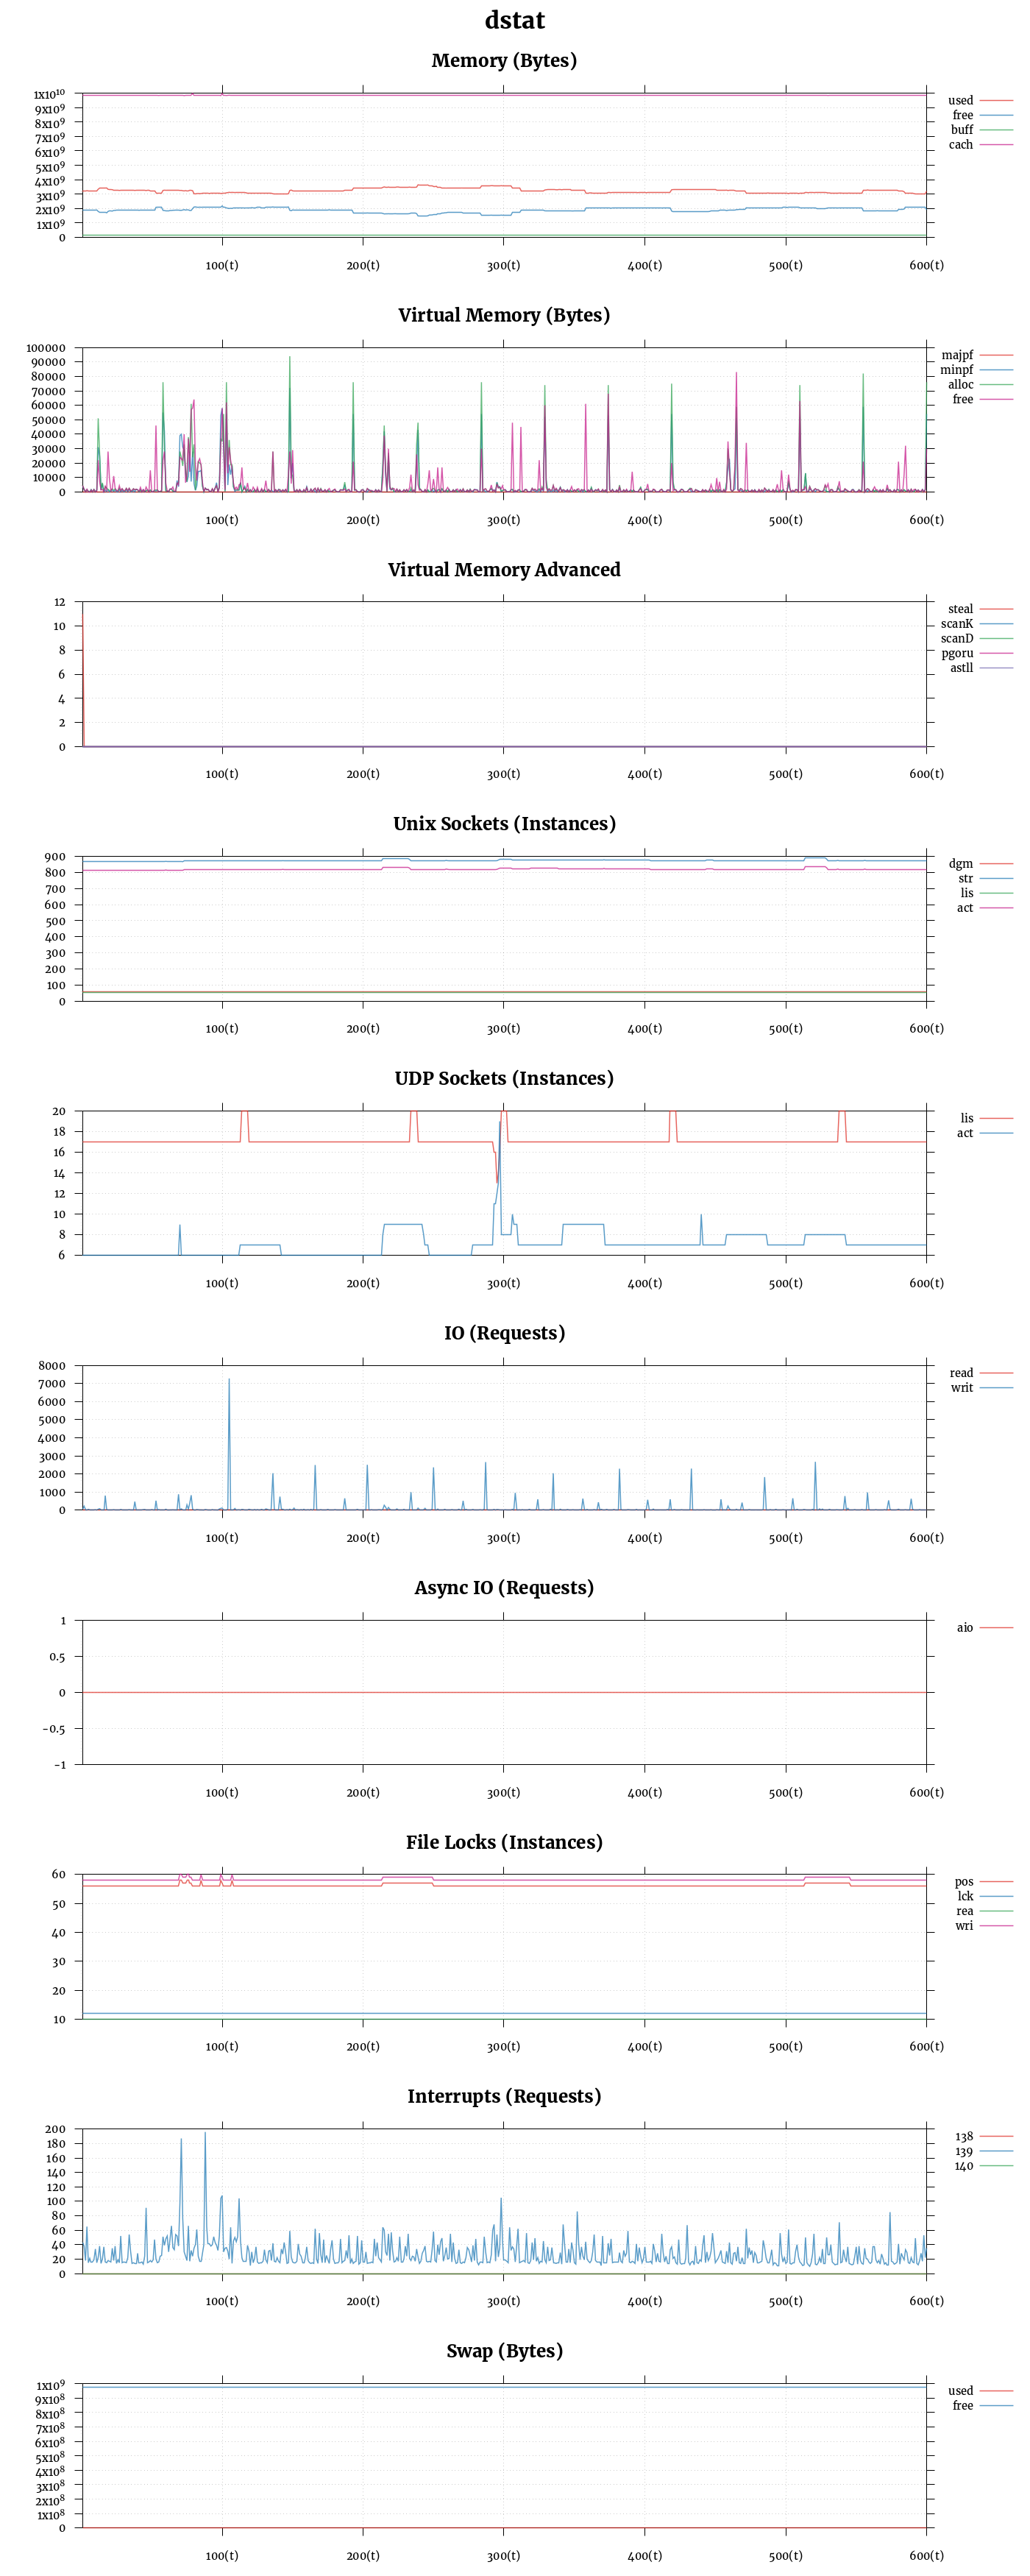 dstat
Memory (Bytes)
1x10¹⁰
9x10⁹
8x10⁹
7x10⁹
6x10⁹
5x10⁹
4x10⁹
3x10⁹
2x10⁹
1x10⁹
0
used
free
buff
cach
100(t) 200(t) 300(t) 400(t) 500(t) 600(t)
Virtual Memory (Bytes)
100000
90000
80000
70000
60000
50000
40000
30000
20000
10000
0
majpf
minpf
alloc
free
100(t) 200(t) 300(t) 400(t) 500(t) 600(t)
Virtual Memory Advanced
12
10
8
6
4
2
0
steal
scanK
scanD
pgoru
astll
100(t) 200(t) 300(t) 400(t) 500(t) 600(t)
Unix Sockets (Instances)
900
800
700
600
500
400
300
200
100
0
dgm
str
lis
act
100(t) 200(t) 300(t) 400(t) 500(t) 600(t)
UDP Sockets (Instances)
20
18
16
14
12
10
8
6
lis
act
100(t) 200(t) 300(t) 400(t) 500(t) 600(t)
IO (Requests)
8000
7000
6000
5000
4000
3000
2000
1000
0
read
writ
100(t) 200(t) 300(t) 400(t) 500(t) 600(t)
Async IO (Requests)
1
0.5
0
-0.5
-1
aio
100(t) 200(t) 300(t) 400(t) 500(t) 600(t)
File Locks (Instances)
60
50
40
30
20
10
pos
lck
rea
wri
100(t) 200(t) 300(t) 400(t) 500(t) 600(t)
Interrupts (Requests)
200
180
160
140
120
100
80
60
40
20
0
138
139
140
100(t) 200(t) 300(t) 400(t) 500(t) 600(t)
Swap (Bytes)
1x10⁹
9x10⁸
8x10⁸
7x10⁸
6x10⁸
5x10⁸
4x10⁸
3x10⁸
2x10⁸
1x10⁸
0
used
free
100(t) 200(t) 300(t) 400(t) 500(t) 600(t)